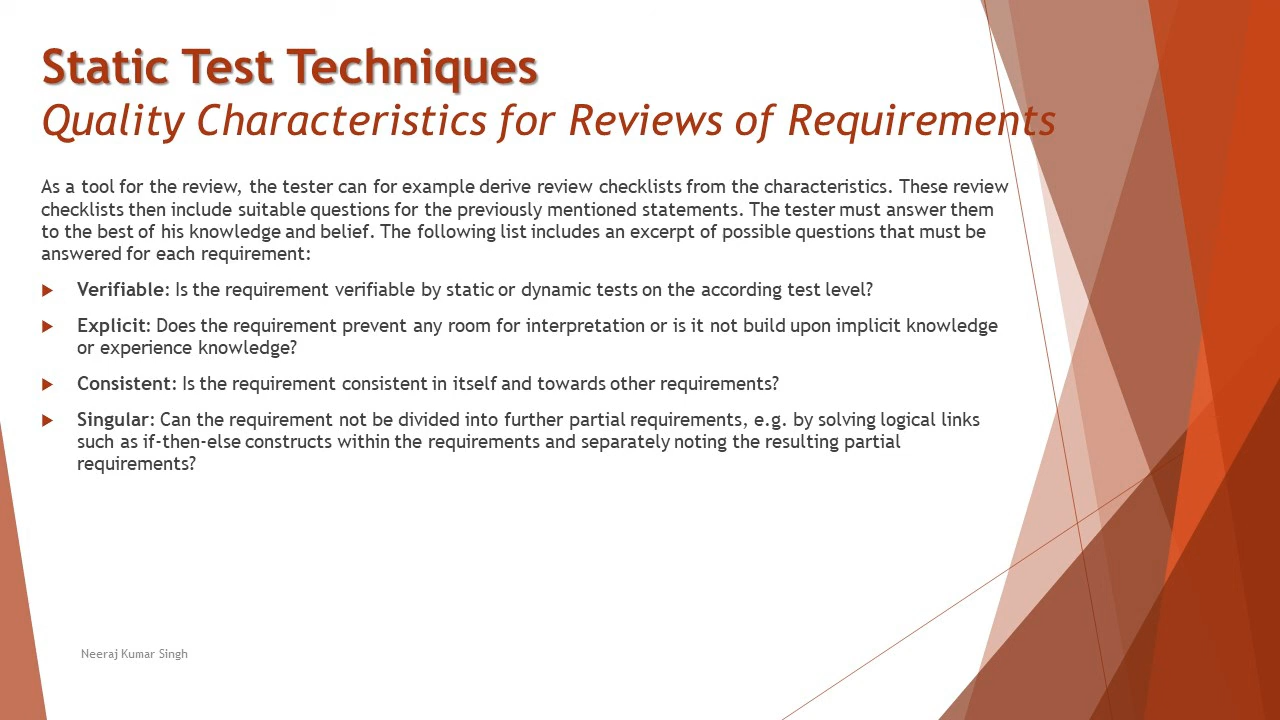 Static Test Techniques
Quality Characteristics for Reviews of Requirements
As a tool for the review, the tester can for example derive review checklists from the characteristics. These review
checklists then include suitable questions for the previously mentioned statements. The tester must answer them
to the best of his knowledge and belief. The following list includes an excerpt of possible questions that must be
answered for each requirement:
Verifiable: Is the requirement verifiable by static or dynamic tests on the according test level?
Explicit: Does the requirement prevent any room for interpretation or is it not build upon implicit knowledge
or experience knowledge?
Consistent: Is the requirement consistent in itself and towards other requirements?
Singular: Can the requirement not be divided into further partial requirements, e.g. by solving logical links
such as if-then-else constructs within the requirements and separately noting the resulting partial
requirements?
Neeraj Kumar Singh